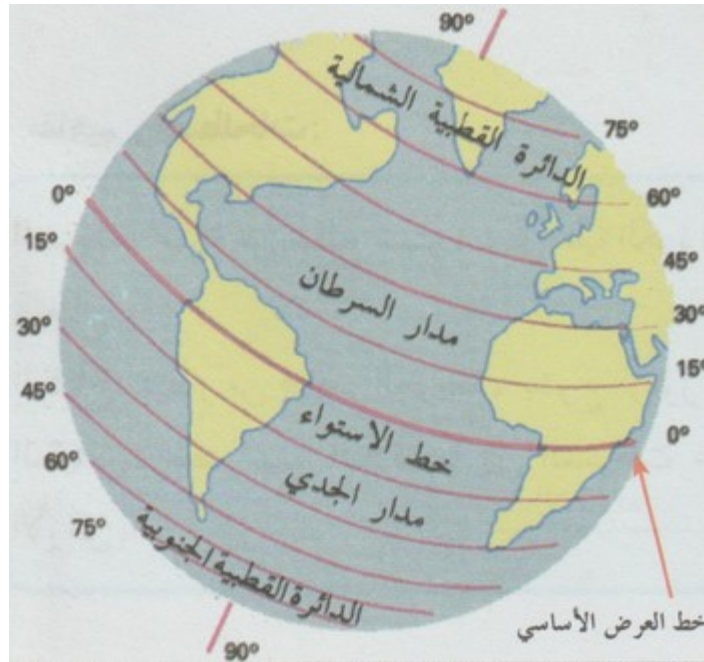 90°
الدائرة القطبية الشمالية
75°
60°
45°
30°
15°
0°
0°
15°
30°
45°
60°
75°
مدار السرطان
خط الاستواء
مدار الجدي
الدائرة القطبية الجنوبية
90°
خط العرض الأساسي